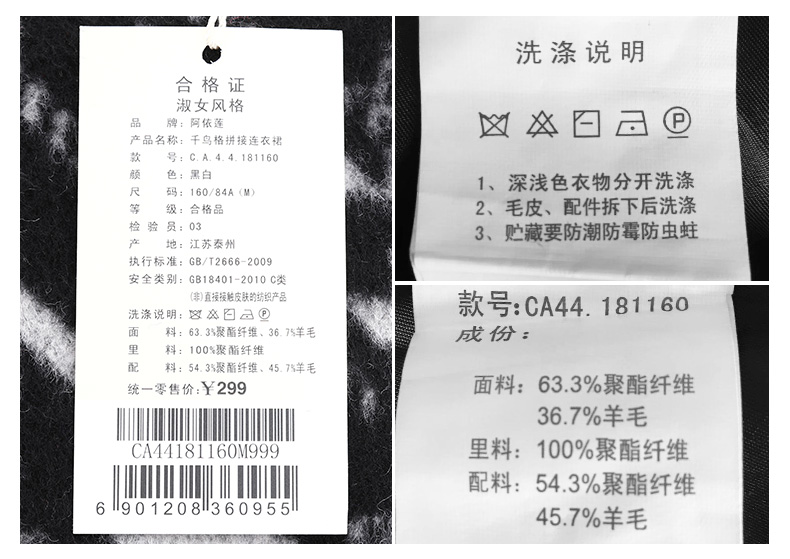 合格证
淑女风格
品 牌: 阿依莲
产品名称: 千鸟格拼接连衣裙
款 号: C.A.4.4.181160
颜 色: 黑白
尺 码: 160/84A(M)
等 级: 合格品
检 验 员: 03
产 地: 江苏泰州
执行标准: GB/T2666-2009
安全类别: GB18401-2010 C类
(非)直接接触皮肤的纺织产品
洗涤说明:
面 料: 63.3%聚酯纤维、36.7%羊毛
里 料: 100%聚酯纤维
配 料: 54.3%聚酯纤维、45.7%羊毛
统一零售价:¥299
CA44181160M999
6 901208 360955
洗涤说明
P
1、深浅色衣物分开洗涤
2、毛皮、配件拆下后洗涤
3、贮藏要防潮防霉防虫蛀
款号:CA44.181160
成份:
面料: 63.3%聚酯纤维
36.7%羊毛
里料: 100%聚酯纤维
配料: 54.3%聚酯纤维
45.7%羊毛